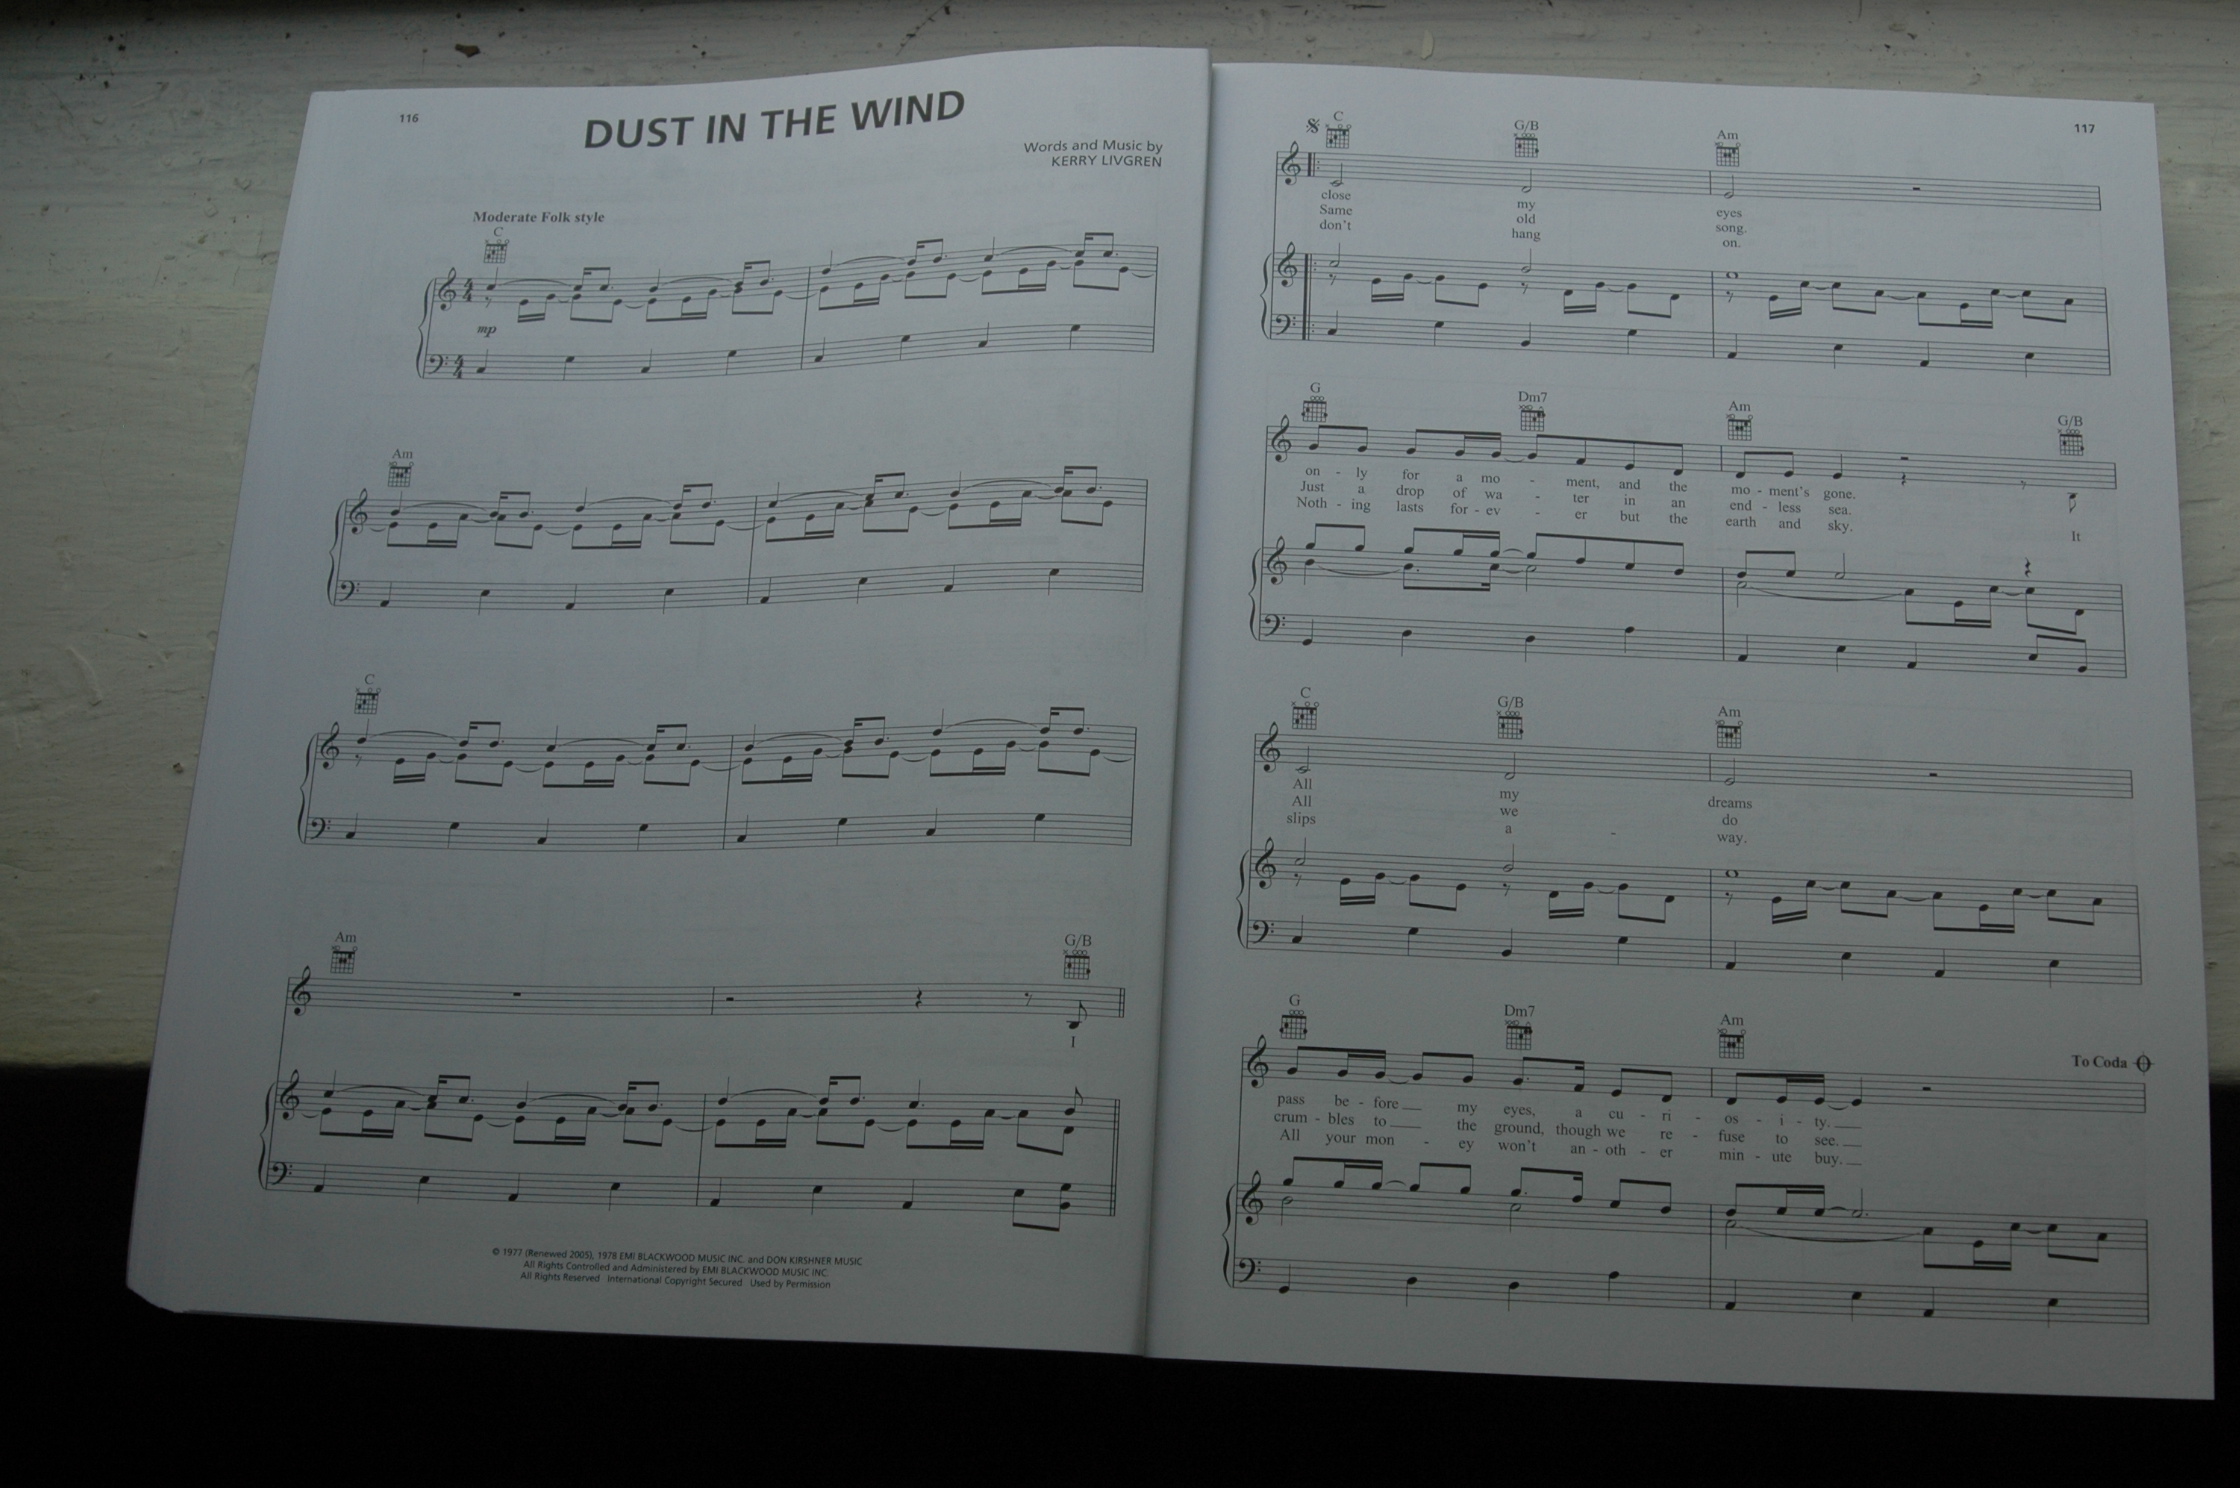 116
DUST IN THE WIND
Words and Music by
KERRY LIVGREN
Moderate Folk style
C
mp
Am
C
Am G/B
I
© 1977 (Renewed 2005), 1978 EMI BLACKWOOD MUSIC INC. and DON KIRSHNER MUSIC
All Rights Controlled and Administered by EMI BLACKWOOD MUSIC INC.
All Rights Reserved International Copyright Secured Used by Permission
117
C G/B Am
close my eyes
Same old song.
don't hang on.
G Dm7 Am G/B
on - ly for a mo - ment, and the mo - ment's gone.
Just a drop of wa - ter in an end - less sea.
Noth - ing lasts for - ev - er but the earth and sky. It
C G/B Am
All my dreams
All we do
slips a - way.
G Dm7 Am
To Coda
pass be - fore my eyes, a cu - ri - os - i - ty.
crum - bles to the ground, though we re - fuse to see.
All your mon - ey won't an - oth - er min - ute buy.